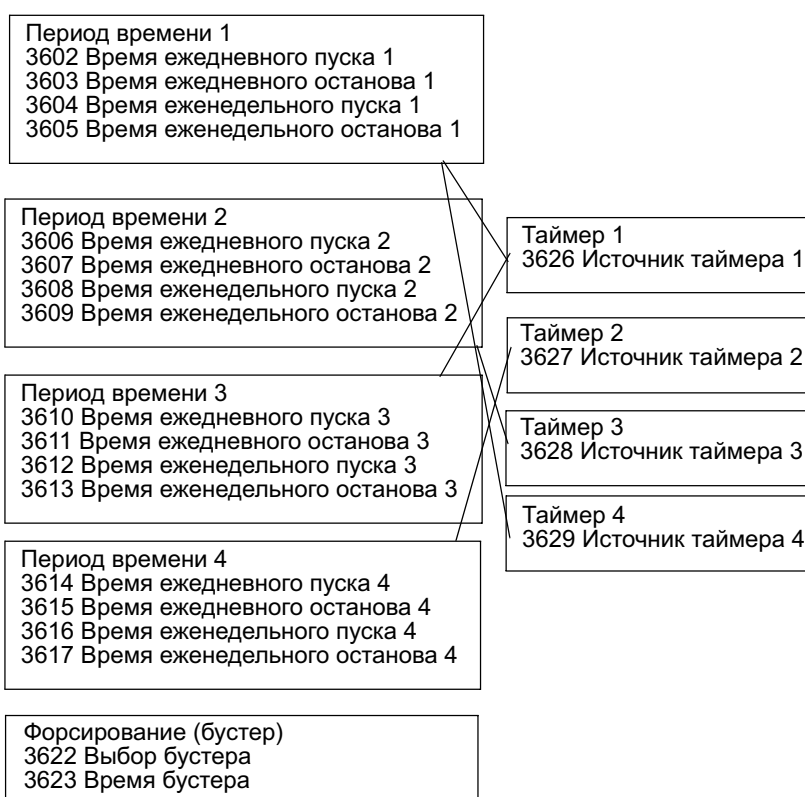 Период времени 1
3602 Время ежедневного пуска 1
3603 Время ежедневного останова 1
3604 Время еженедельного пуска 1
3605 Время еженедельного останова 1
Период времени 2
3606 Время ежедневного пуска 2
3607 Время ежедневного останова 2
3608 Время еженедельного пуска 2
3609 Время еженедельного останова 2
Период времени 3
3610 Время ежедневного пуска 3
3611 Время ежедневного останова 3
3612 Время еженедельного пуска 3
3613 Время еженедельного останова 3
Период времени 4
3614 Время ежедневного пуска 4
3615 Время ежедневного останова 4
3616 Время еженедельного пуска 4
3617 Время еженедельного останова 4
Форсирование (бустер)
3622 Выбор бустера
3623 Время бустера
Таймер 1
3626 Источник таймера 1
Таймер 2
3627 Источник таймера 2
Таймер 3
3628 Источник таймера 3
Таймер 4
3629 Источник таймера 4